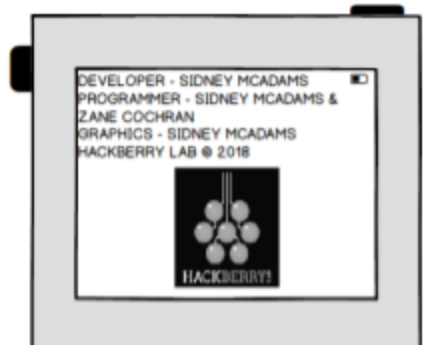 DEVELOPER - SIDNEY MCADAMS
PROGRAMMER - SIDNEY MCADAMS &
ZANE COCHRAN
GRAPHICS - SIDNEY MCADAMS
HACKBERRY LAB © 2018
HACKBERRY